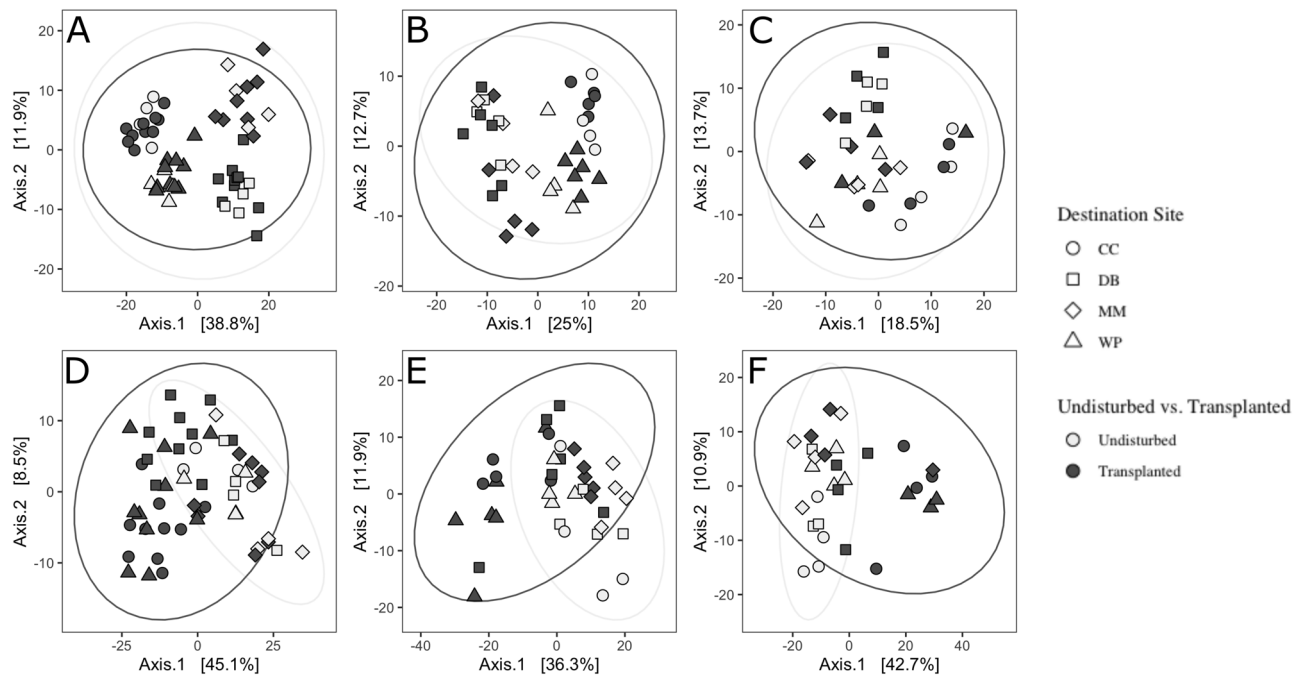 A
B
C
20
10
0
-10
-20
Axis.2 [11.9%]
-20
0
20
Axis.1 [38.8%]
10
0
-10
-20
Axis.2 [12.7%]
-20
-10
0
10
20
Axis.1 [25%]
20
10
0
-10
-20
Axis.2 [13.7%]
-20
-10
0
10
20
Axis.1 [18.5%]
D
E
F
10
0
-10
Axis.2 [8.5%]
-25
0
25
Axis.1 [45.1%]
20
10
0
-10
-20
Axis.2 [11.9%]
-40
-20
0
20
Axis.1 [36.3%]
20
10
0
-10
-20
Axis.2 [10.9%]
-20
0
20
40
Axis.1 [42.7%]
Destination Site
CC
DB
MM
WP
Undisturbed vs. Transplanted
Undisturbed
Transplanted